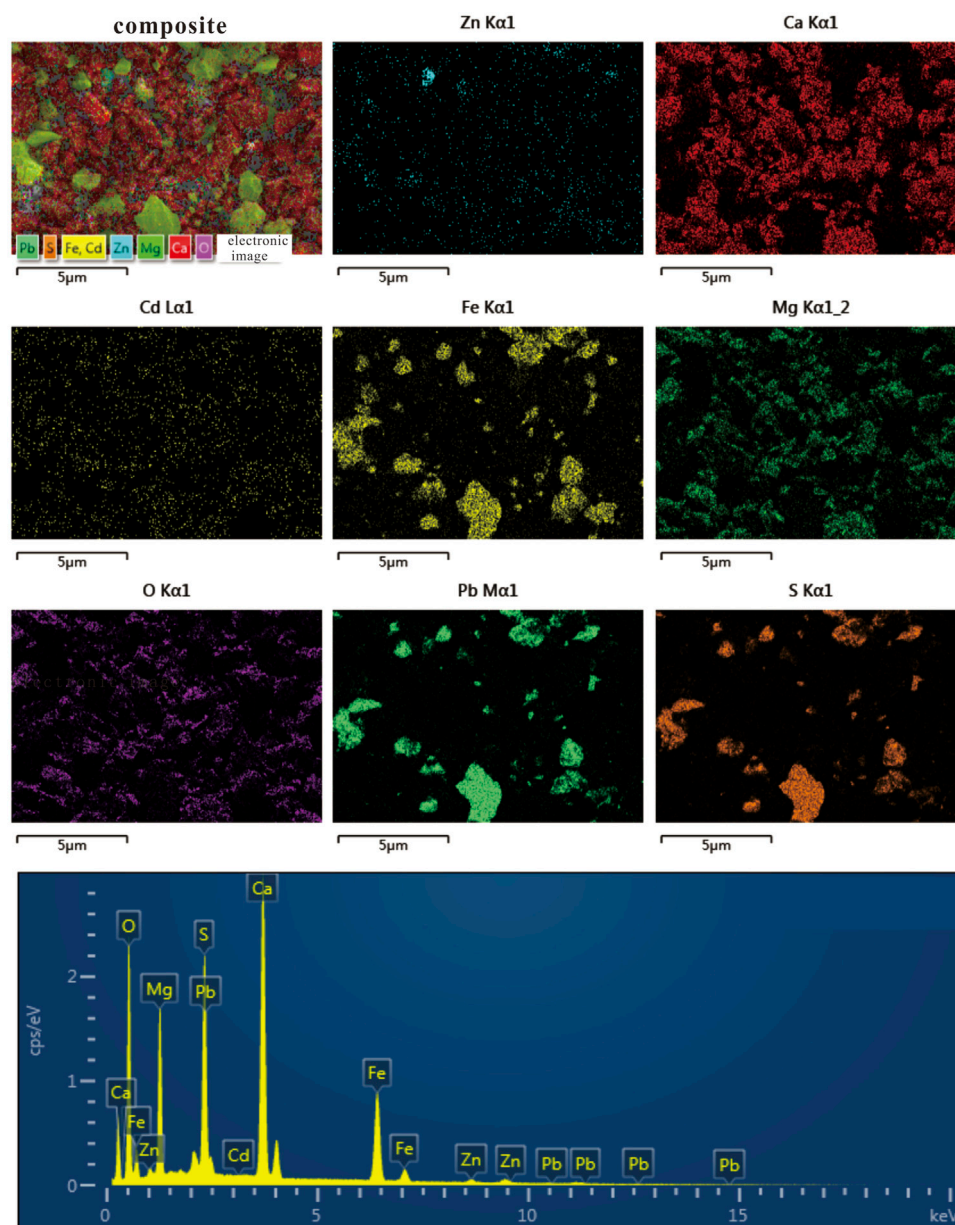 composite
Zn Kα1
Ca Kα1
Pb S Fe, Cd Zn Mg Ca O electronic image
5μm
5μm
5μm
Cd Lα1
Fe Kα1
Mg Kα1_2
5μm
5μm
5μm
O Kα1
Pb Mα1
S Kα1
5μm
5μm
5μm
Ca
O
S
Mg
Pb
2
cps/eV
1
Fe
Ca
Fe
Fe
Zn
Cd
Zn
Zn
Pb
Pb
Pb
Pb
0
0
5
10
15
keV